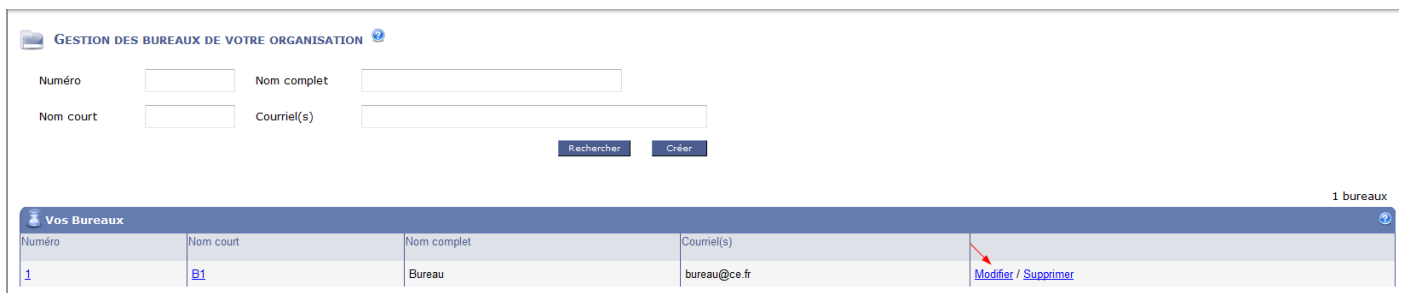 GESTION DES BUREAUX DE VOTRE ORGANISATION ?
Numéro Nom complet
Nom court Courriel(s)
Rechercher Créer
1 bureaux
Vos Bureaux ?
Numéro Nom court Nom complet Courriel(s)
1 B1 Bureau bureau@ce.fr Modifier / Supprimer